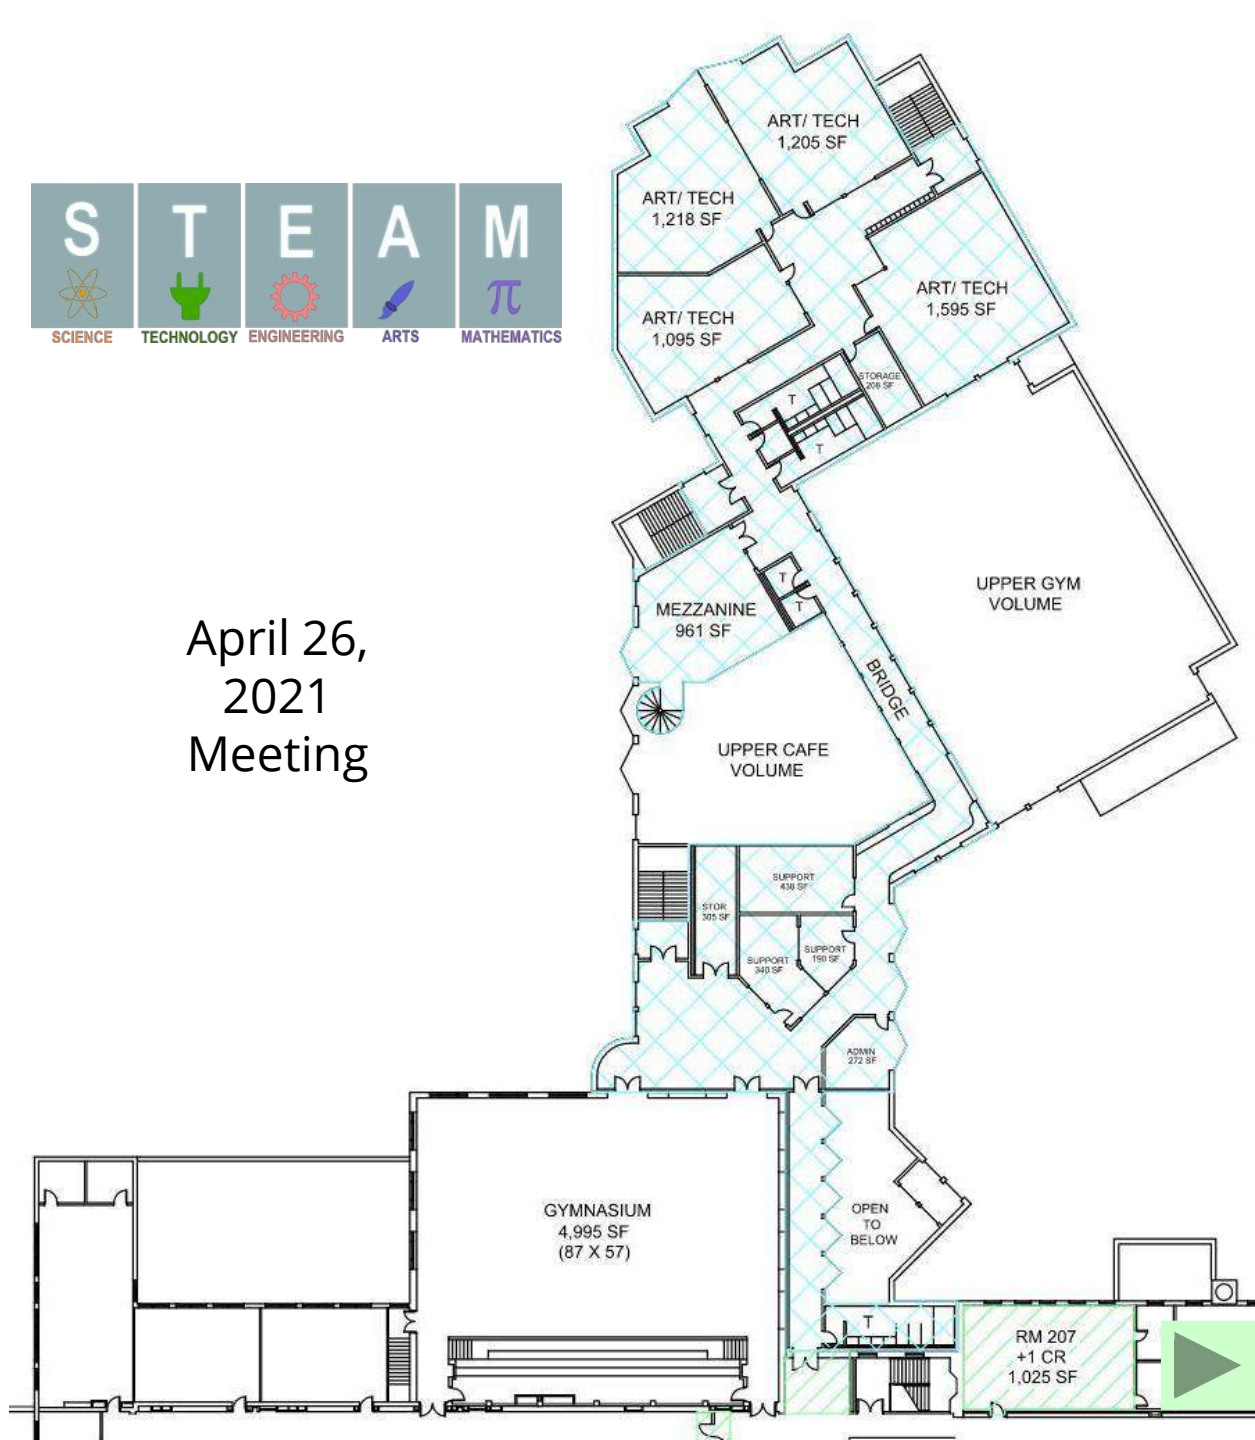 ART/ TECH
1,205 SF
ART/ TECH
1,218 SF
S T E A M
π
SCIENCE TECHNOLOGY ENGINEERING ARTS MATHEMATICS
ART/ TECH
1,595 SF
ART/ TECH
1,095 SF
STORAGE
208 SF
T
T
UPPER GYM
VOLUME
T
T
MEZZANINE
961 SF
April 26,
2021
Meeting
BRIDGE
UPPER CAFE
VOLUME
SUPPORT
438 SF
STOR
305 SF
SUPPORT
190 SF
SUPPORT
340 SF
ADMIN
272 SF
GYMNASIUM
4,995 SF
(87 X 57)
OPEN
TO
BELOW
T
RM 207
+1 CR
1,025 SF